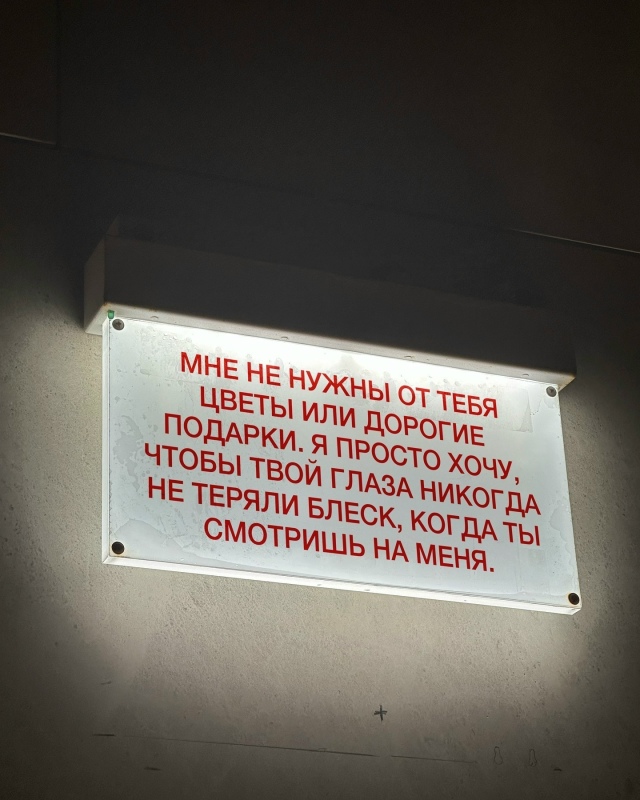 МНЕ НЕ НУЖНЫ ОТ ТЕБЯ
ЦВЕТЫ ИЛИ ДОРОГИЕ
ПОДАРКИ. Я ПРОСТО ХОЧУ,
ЧТОБЫ ТВОЙ ГЛАЗА НИКОГДА
НЕ ТЕРЯЛИ БЛЕСК, КОГДА ТЫ
СМОТРИШЬ НА МЕНЯ.